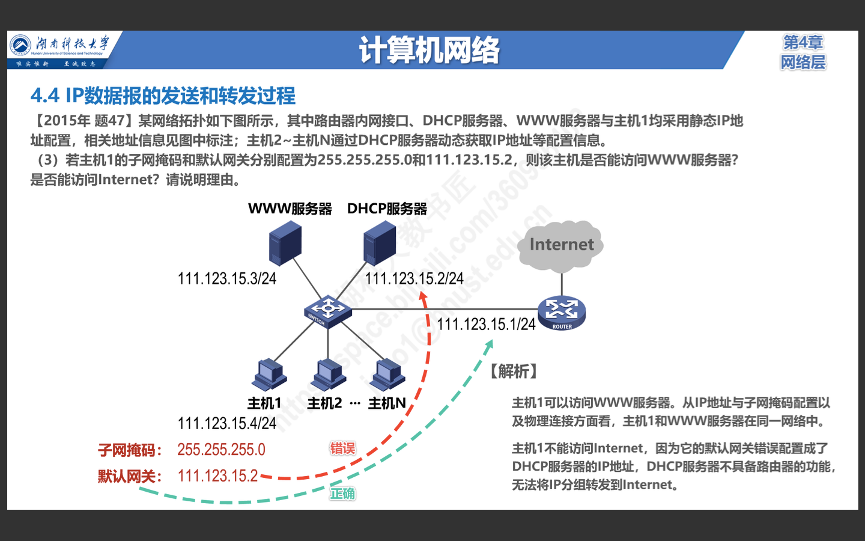 湖南科技大学
Hunan University of Science and Technology
唯实惟新 至诚致志
计算机网络
第4章
网络层
4.4 IP数据报的发送和转发过程
【2015年 题47】某网络拓扑如下图所示，其中路由器内网接口、DHCP服务器、WWW服务器与主机1均采用静态IP地
址配置，相关地址信息见图中标注；主机2~主机N通过DHCP服务器动态获取IP地址等配置信息。
（3）若主机1的子网掩码和默认网关分别配置为255.255.255.0和111.123.15.2，则该主机是否能访问WWW服务器？
是否能访问Internet？请说明理由。
WWW服务器 DHCP服务器
Internet
111.123.15.3/24 111.123.15.2/24
111.123.15.1/24
ROUTER
【解析】
主机1 主机2 ··· 主机N
111.123.15.4/24
子网掩码： 255.255.255.0
默认网关： 111.123.15.2
错误
正确
主机1可以访问WWW服务器。从IP地址与子网掩码配置以
及物理连接方面看，主机1和WWW服务器在同一网络中。
主机1不能访问Internet，因为它的默认网关错误配置成了
DHCP服务器的IP地址，DHCP服务器不具备路由器的功能，
无法将IP分组转发到Internet。